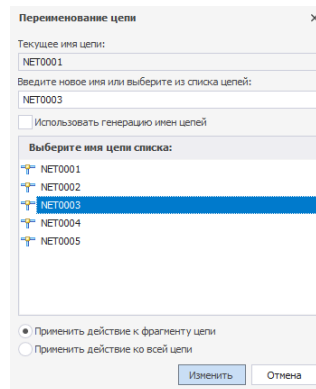 Переименование цепи
Текущее имя цепи:
NET0001
Введите новое имя или выберите из списка цепей:
NET0003
Использовать генерацию имен цепей
Выберите имя цепи списка:
NET0001
NET0002
NET0003
NET0004
NET0005
Применить действие к фрагменту цепи
Применить действие ко всей цепи
Изменить Отмена